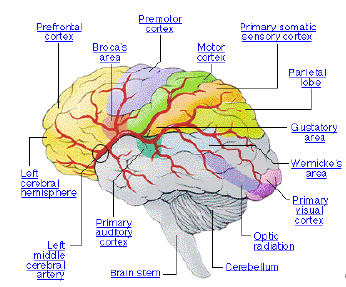 Prefrontal
cortex
Premotor
cortex
Broca's
area
Motor
cortex
Primary somatic
sensory cortex
Parietal
lobe
Gustatory
area
Wernicke's
area
Primary
visual
cortex
Optic
radiation
Cerebellum
Brain stem
Primary
auditory
cortex
Left
middle
cerebral
artery
Left
cerebral
hemisphere